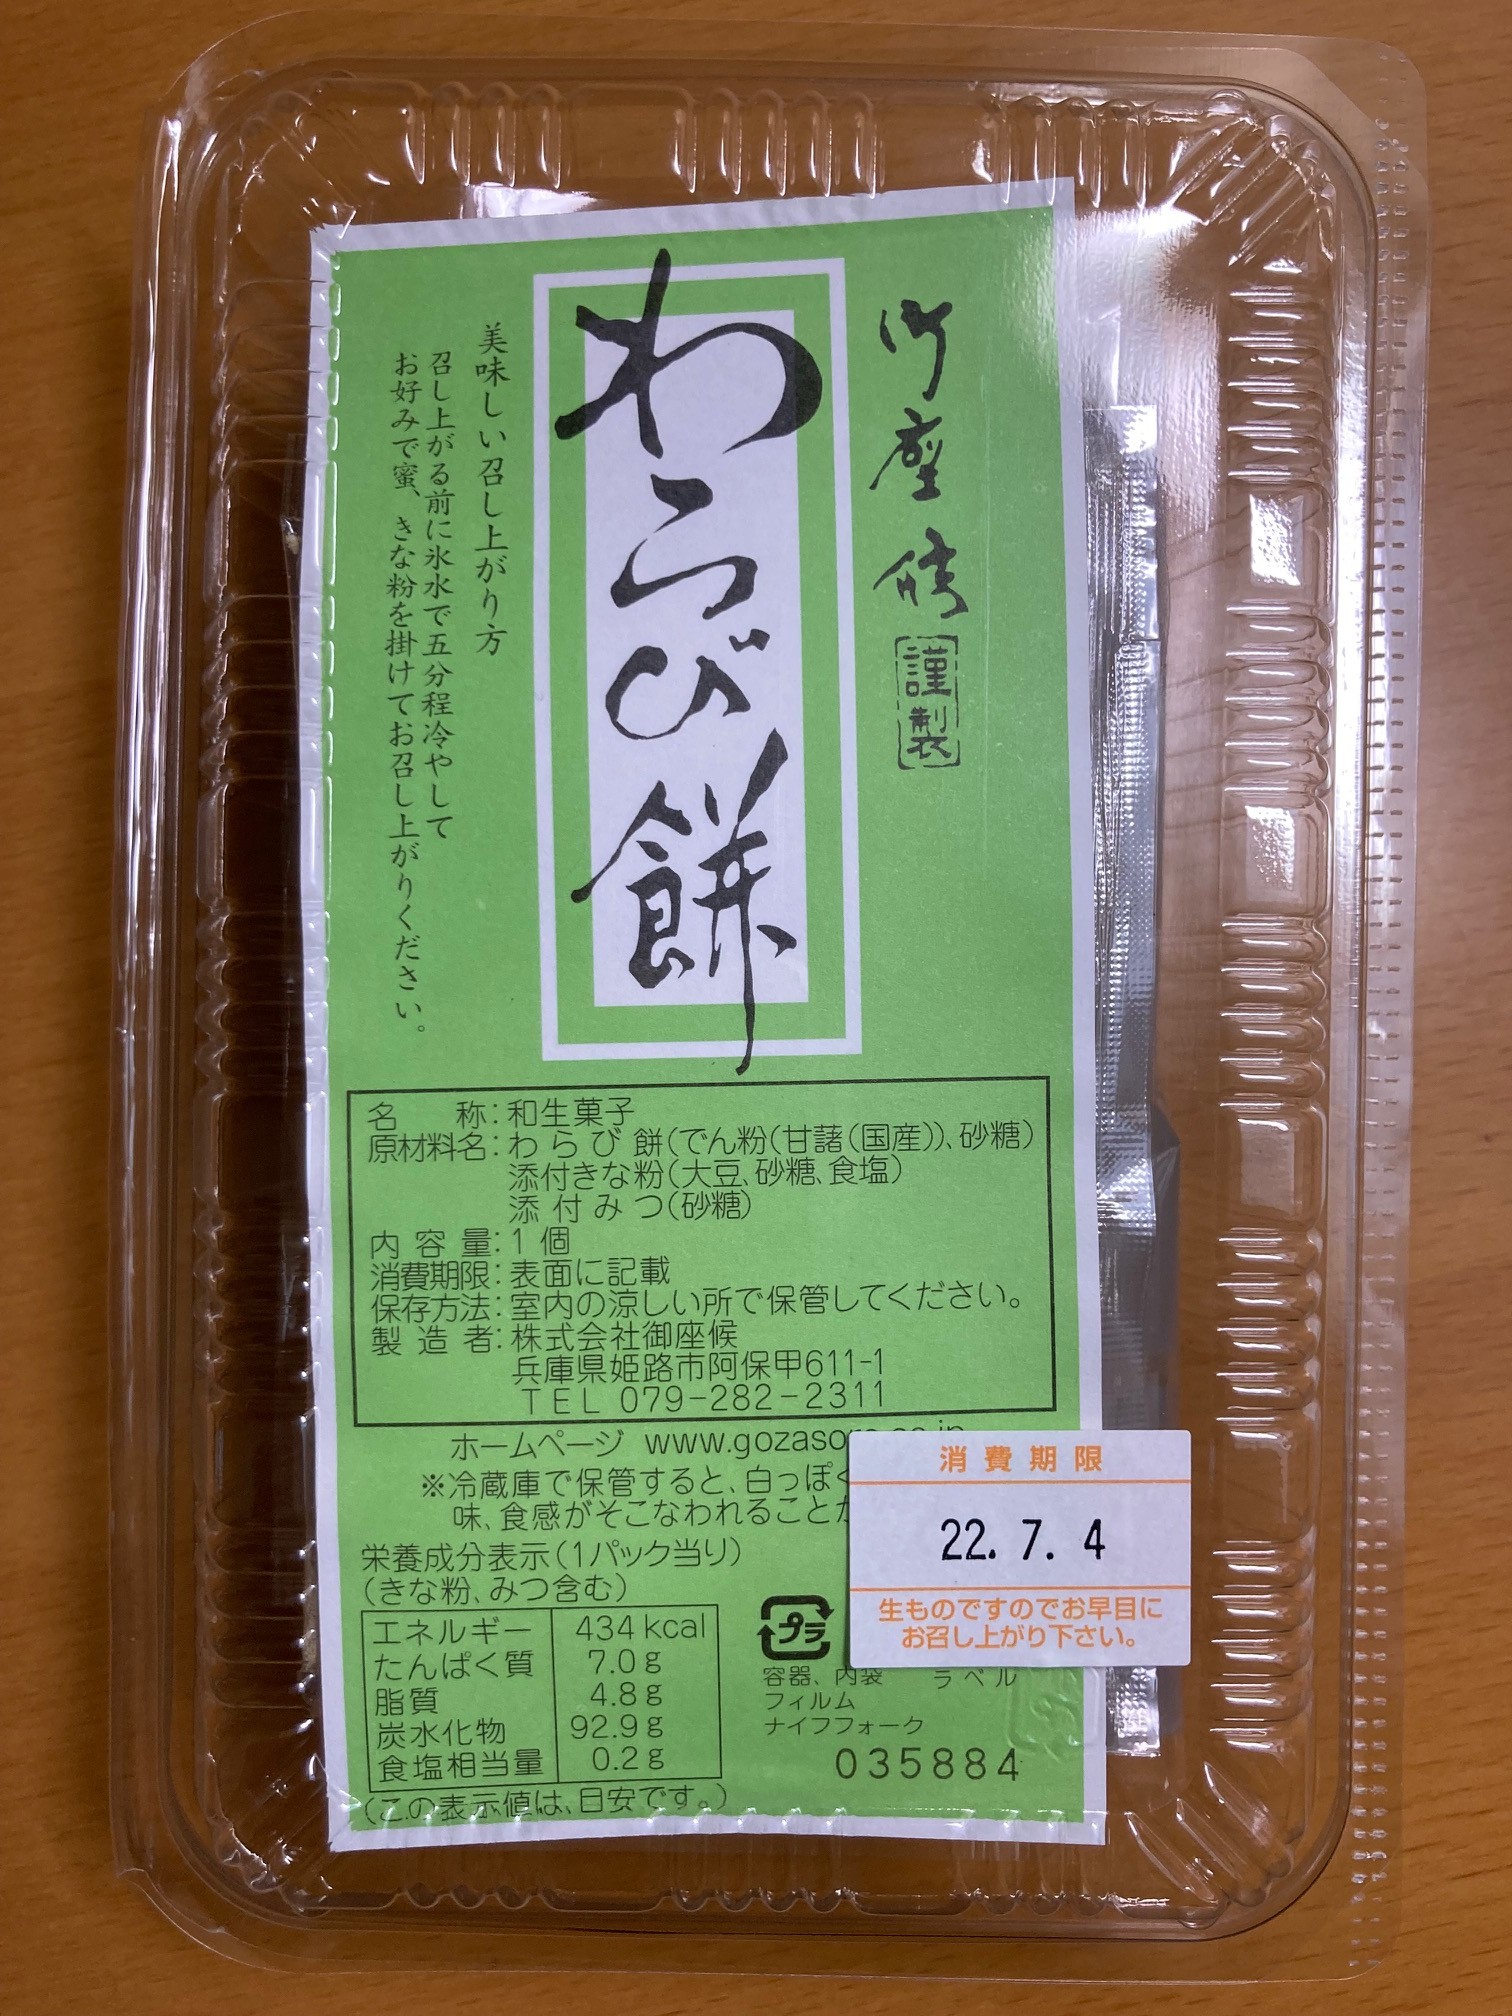 御座候
謹製
わらび餅
美味しい召し上がり方
召し上がる前に氷水で五分程冷やして
お好みで蜜、きな粉を掛けてお召し上がりください。
名　　称：和生菓子
原材料名：わらび餅（でん粉（甘藷（国産））、砂糖）
添付きな粉（大豆、砂糖、食塩）
添付みつ（砂糖）
内容量：1個
消費期限：表面に記載
保存方法：室内の涼しい所で保管してください。
製造者：株式会社御座候
兵庫県姫路市阿保甲611-1
TEL 079-282-2311
ホームページ www.gozaso
※冷蔵庫で保管すると、白っぽく
味、食感がそこなわれること
栄養成分表示（1パック当り）
（きな粉、みつ含む）
エネルギー 434kcal
たんぱく質 7.0g
脂質 4.8g
炭水化物 92.9g
食塩相当量 0.2g
（この表示値は、目安です。）
プラ
容器、内袋 ラベル
フィルム
ナイフフォーク
035884
消費期限
22. 7. 4
生ものですのでお早目に
お召し上がり下さい。